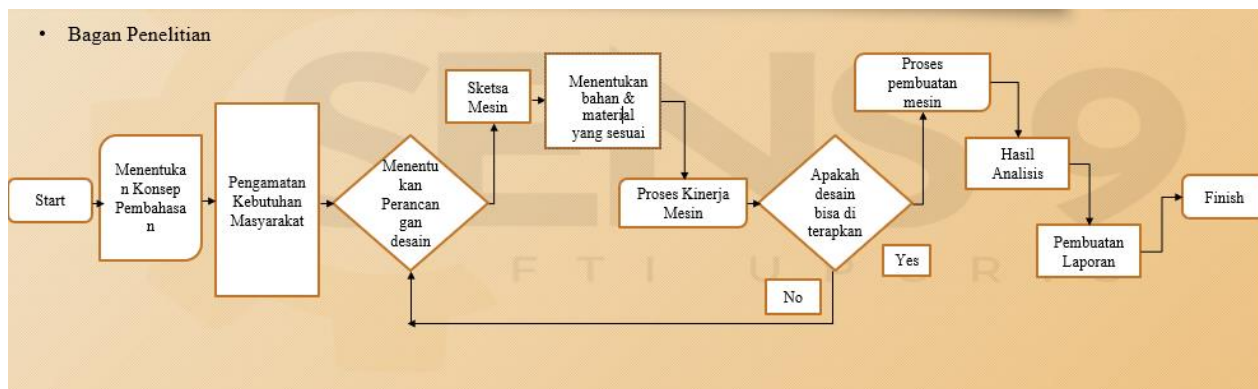 • Bagan Penelitian
Start
Menentuka
n Konsep
Pembahasa
n
Pengamatan
Kebutuhan
Masyarakat
Menentu
kan
Perancan
gan
desain
Sketsa
Mesin
Menentukan
bahan &
material
yang sesuai
Proses Kinerja
Mesin
Apakah
desain
bisa di
terapkan
Yes
No
Proses
pembuatan
mesin
Hasil
Analisis
Pembuatan
Laporan
Finish
SENS 9